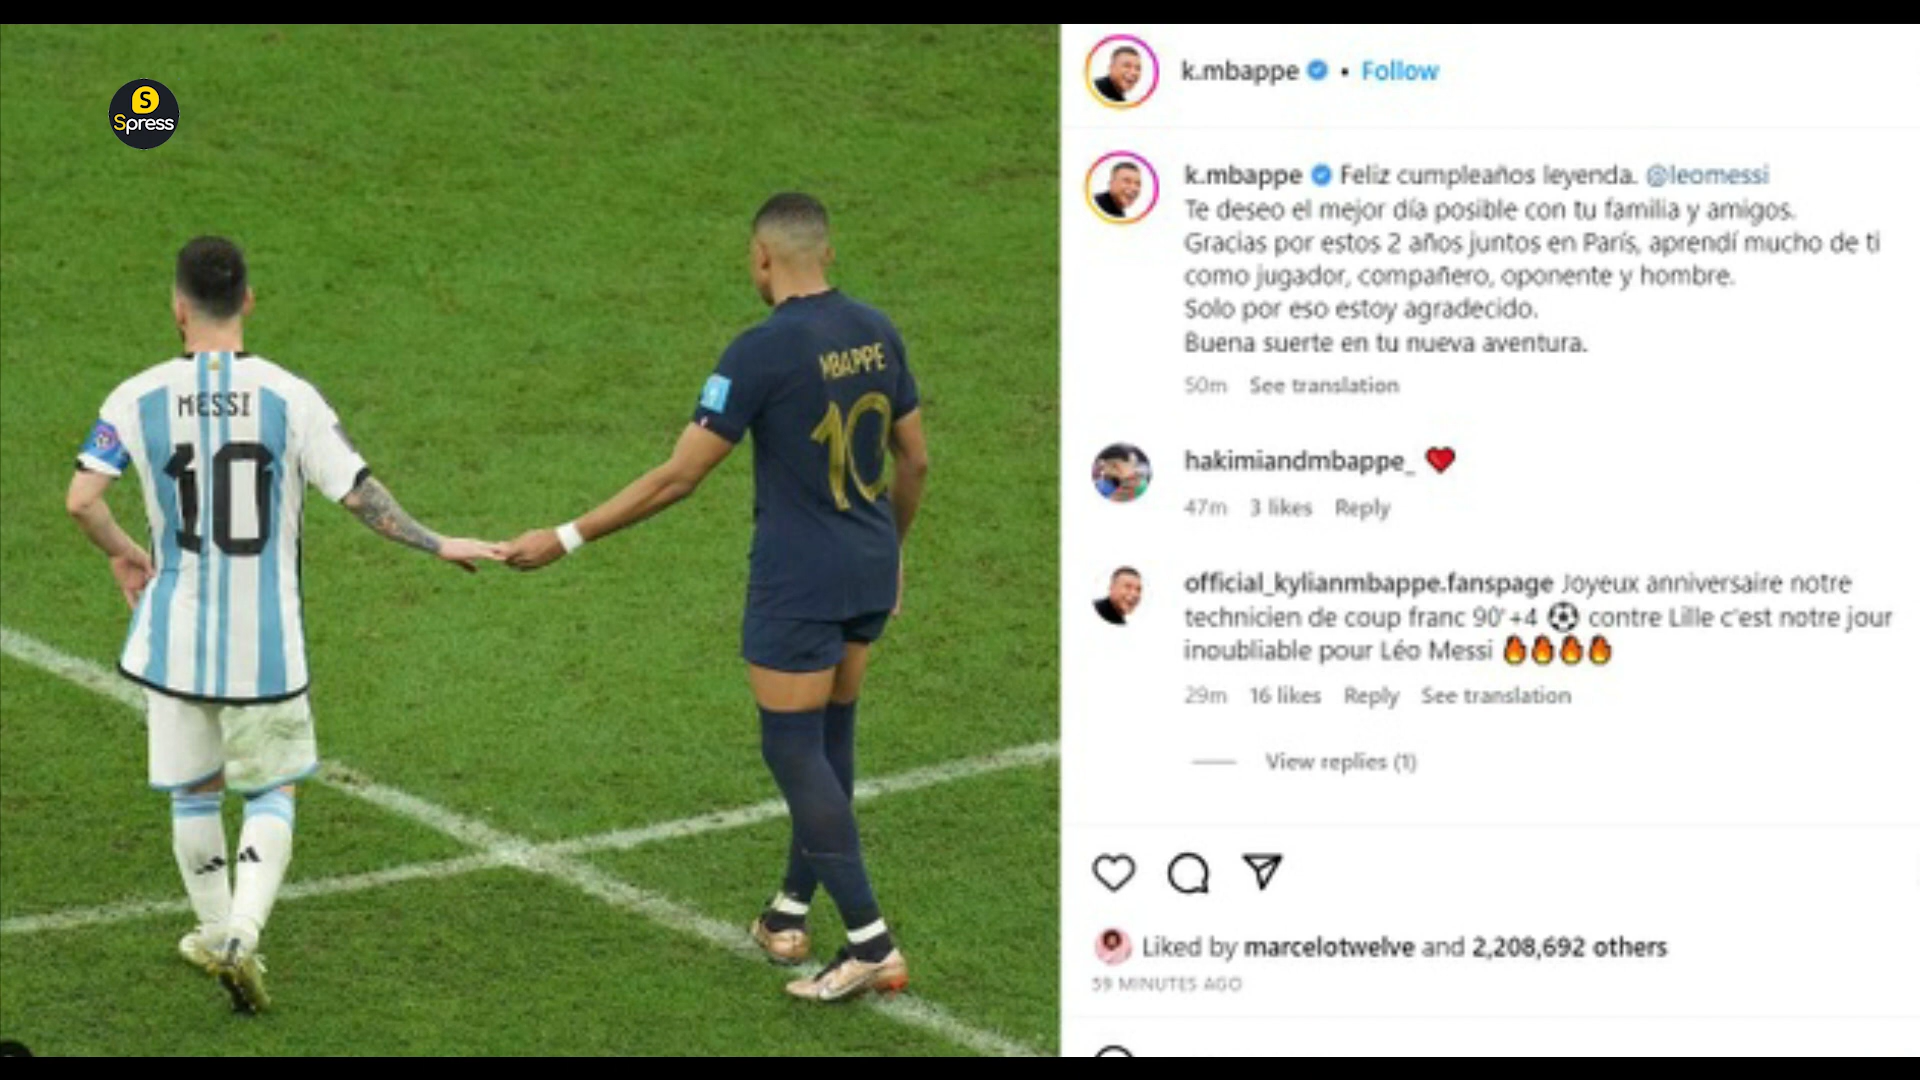 S
Spress
MESSI
10
MBAPPE
10
k.mbappe • Follow
k.mbappe Feliz cumpleaños leyenda. @leomessi
Te deseo el mejor día posible con tu familia y amigos.
Gracias por estos 2 años juntos en París, aprendí mucho de ti
como jugador, compañero, oponente y hombre.
Solo por eso estoy agradecido.
Buena suerte en tu nueva aventura.
50m See translation
hakimiandmbappe_ ❤️
47m 3 likes Reply
official_kylianmbappe.fanspage Joyeux anniversaire notre
technicien de coup franc 90'+4 ⚽ contre Lille c'est notre jour
inoubliable pour Léo Messi 🔥🔥🔥🔥
29m 16 likes Reply See translation
View replies (1)
Liked by marcelotwelve and 2,208,692 others
59 MINUTES AGO